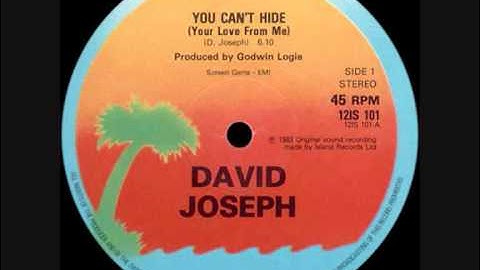 YOU CAN'T HIDE
(Your Love From Me)
(D. Joseph) 6.10
Produced by Godwin Logie
Sunset Gems - EMI
SIDE 1
STEREO
45 RPM
12IS 101
12IS 101-A
℗ 1983 Original sound recording
made by Island Records Ltd
DAVID
JOSEPH